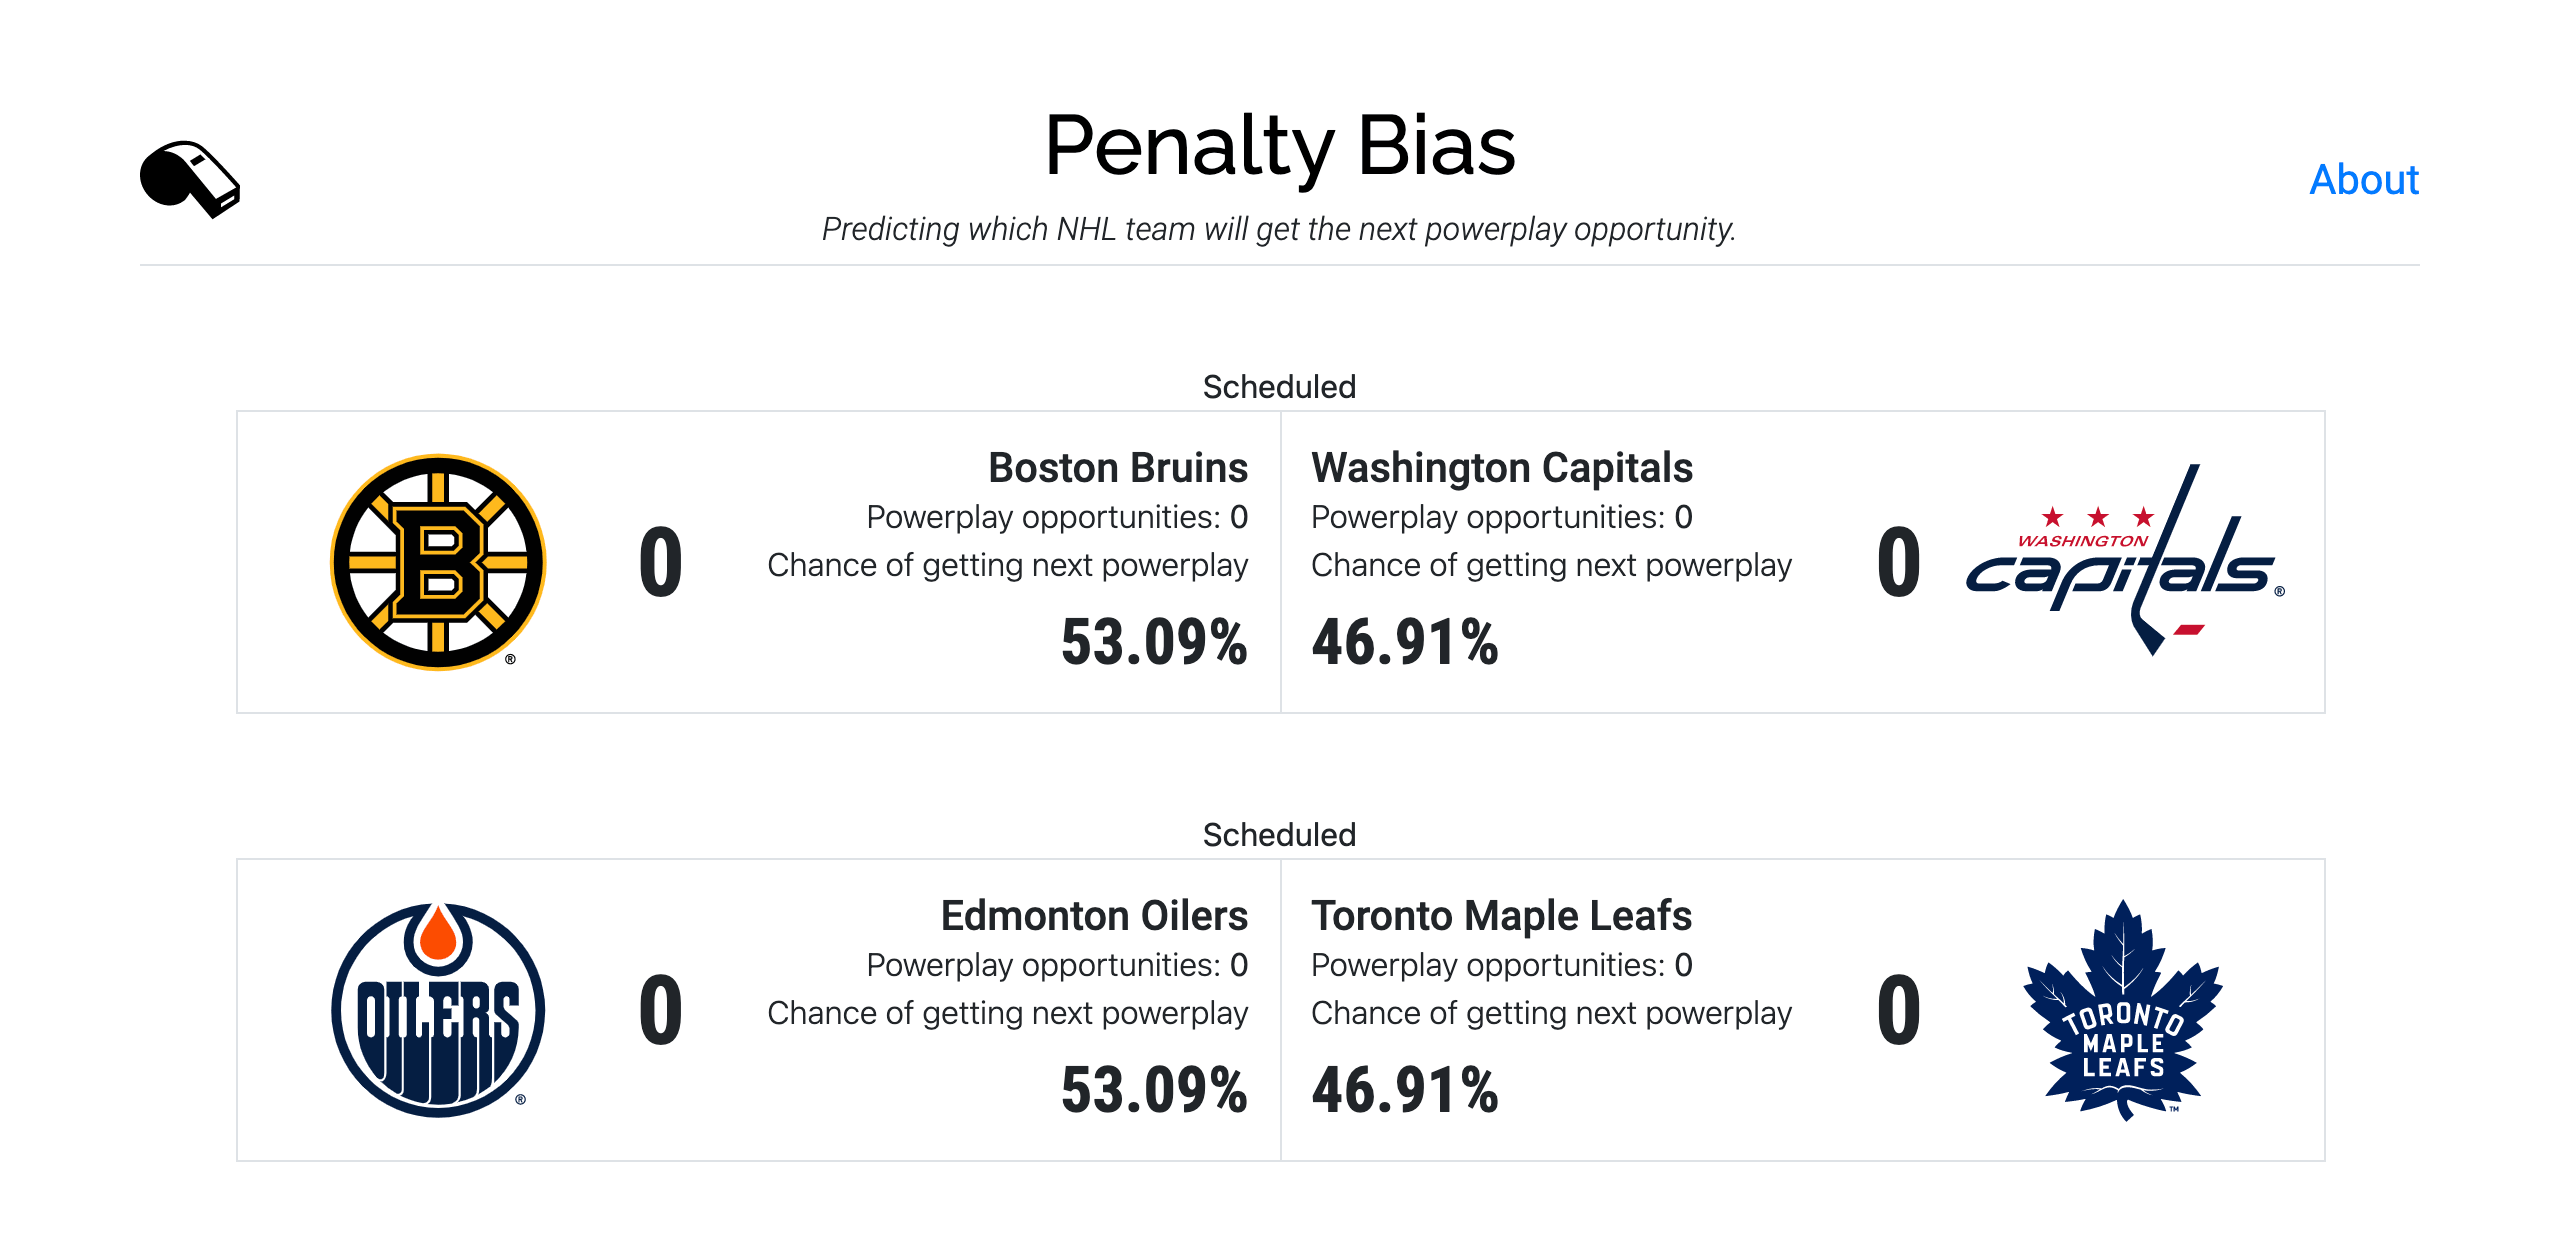 Penalty Bias
About
Predicting which NHL team will get the next powerplay opportunity.
Scheduled
B
®
0
Boston Bruins
Powerplay opportunities: 0
Chance of getting next powerplay
53.09%
Washington Capitals
Powerplay opportunities: 0
Chance of getting next powerplay
46.91%
0
WASHINGTON
capitals®
Scheduled
OILERS
®
0
Edmonton Oilers
Powerplay opportunities: 0
Chance of getting next powerplay
53.09%
Toronto Maple Leafs
Powerplay opportunities: 0
Chance of getting next powerplay
46.91%
0
TORONTO
MAPLE
LEAFS
™